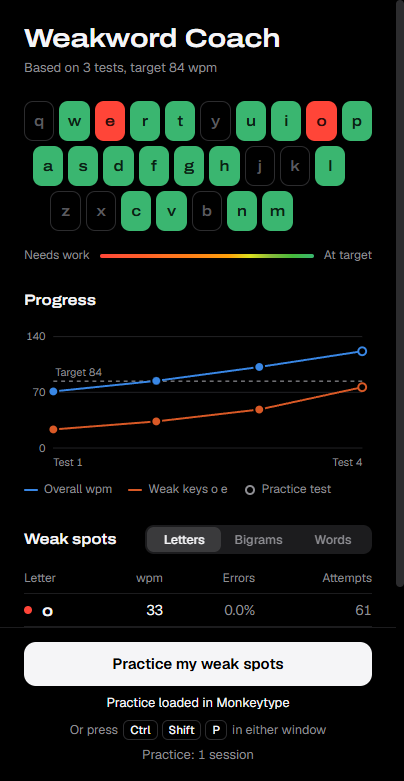 Weakword Coach
Based on 3 tests, target 84 wpm
q w e r t y u i o p
a s d f g h j k l
z x c v b n m
Needs work At target
Progress
140
Target 84
70
0
Test 1 Test 4
Overall wpm Weak keys o e Practice test
Weak spots Letters Bigrams Words
Letter wpm Errors Attempts
o 33 0.0% 61
Practice my weak spots
Practice loaded in Monkeytype
Or press Ctrl Shift P in either window
Practice: 1 session